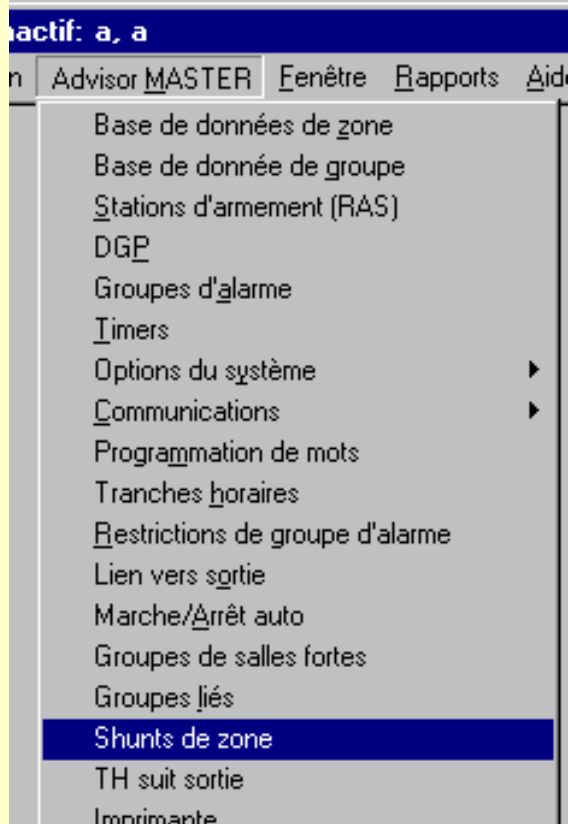 actif: a, a
n Advisor MASTER Fenêtre Rapports Aide
Base de données de zone
Base de donnée de groupe
Stations d'armement (RAS)
DGP
Groupes d'alarme
Timers
Options du système
Communications
Programmation de mots
Tranches horaires
Restrictions de groupe d'alarme
Lien vers sortie
Marche/Arrêt auto
Groupes de salles fortes
Groupes liés
Shunts de zone
TH suit sortie
Imprimante